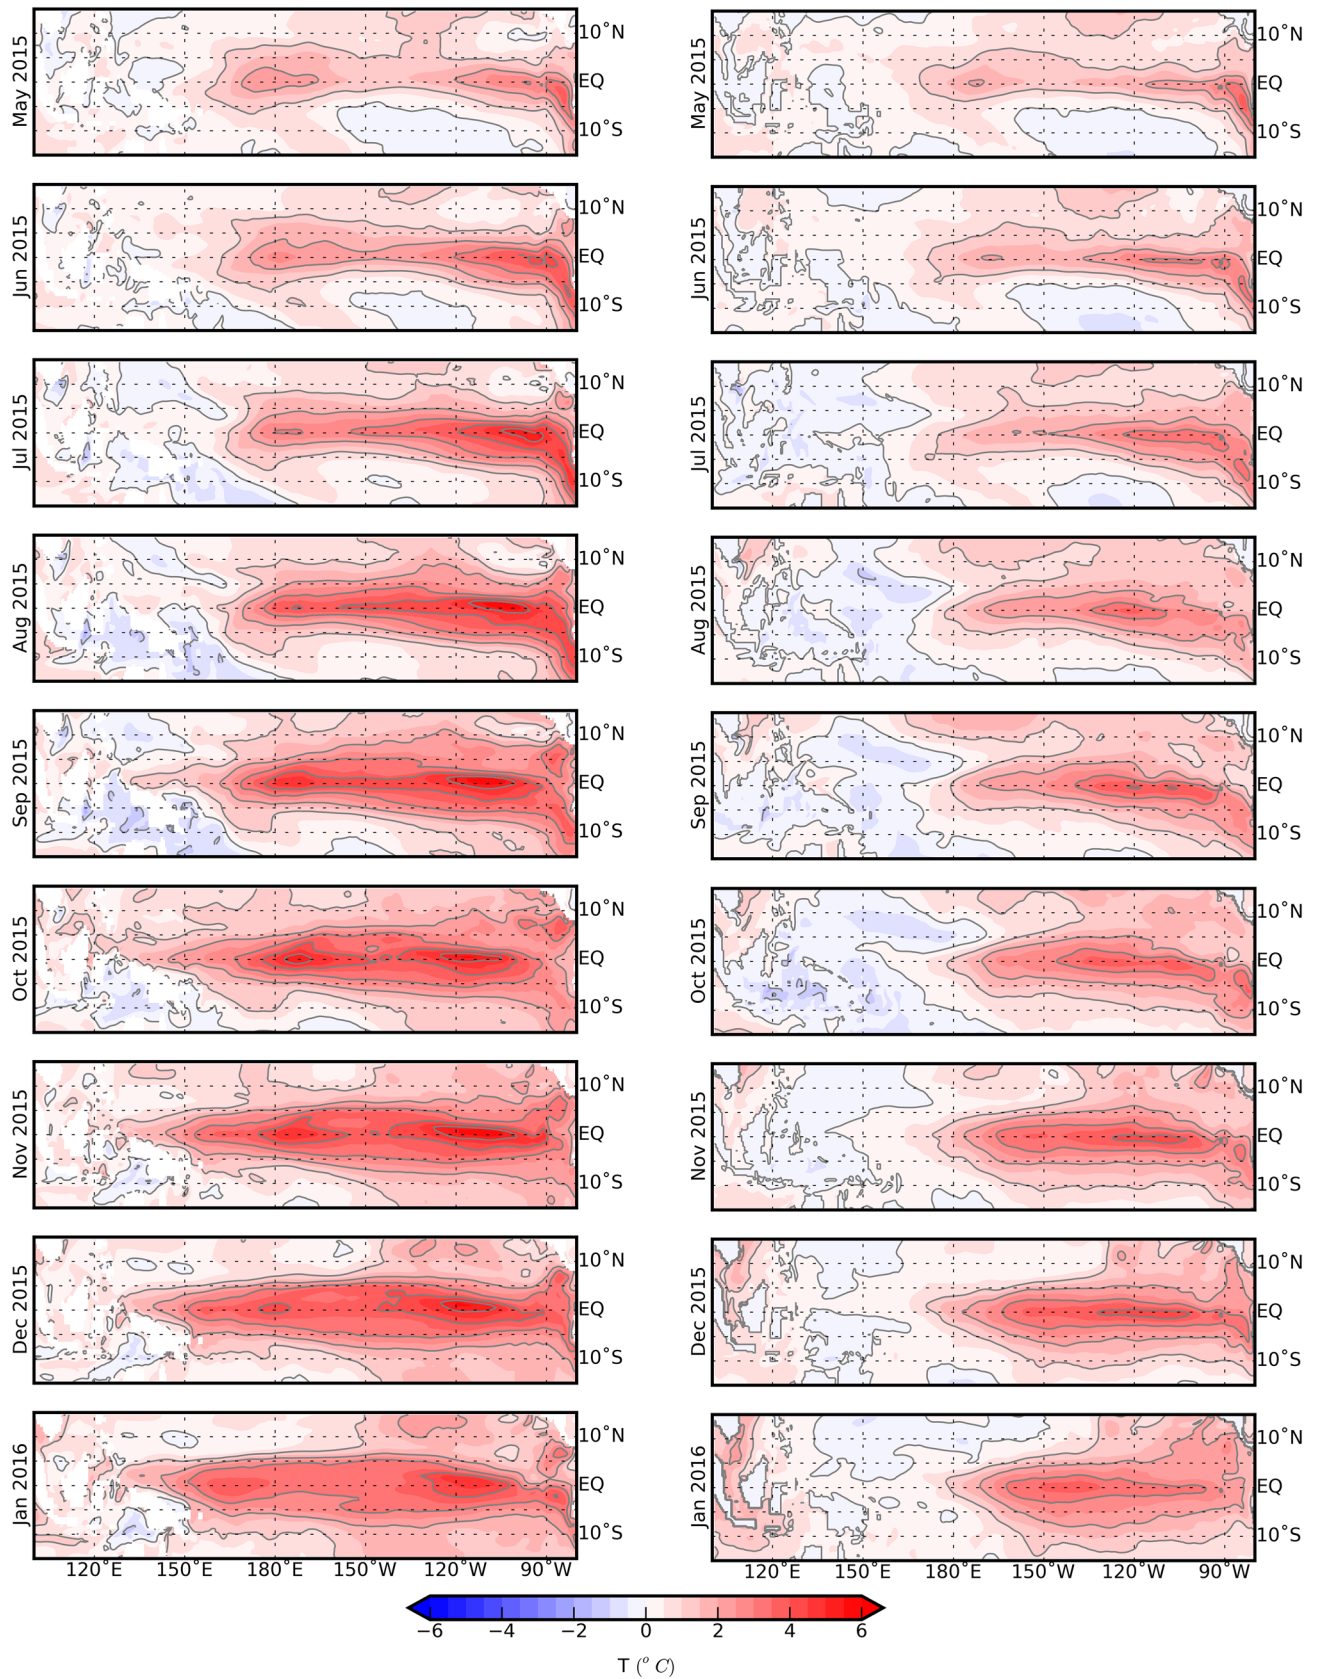 May 2015
10°N
EQ
10°S
May 2015
10°N
EQ
10°S
Jun 2015
10°N
EQ
10°S
Jun 2015
10°N
EQ
10°S
Jul 2015
10°N
EQ
10°S
Jul 2015
10°N
EQ
10°S
Aug 2015
10°N
EQ
10°S
Aug 2015
10°N
EQ
10°S
Sep 2015
10°N
EQ
10°S
Sep 2015
10°N
EQ
10°S
Oct 2015
10°N
EQ
10°S
Oct 2015
10°N
EQ
10°S
Nov 2015
10°N
EQ
10°S
Nov 2015
10°N
EQ
10°S
Dec 2015
10°N
EQ
10°S
Dec 2015
10°N
EQ
10°S
Jan 2016
10°N
EQ
10°S
Jan 2016
10°N
EQ
10°S
120°E 150°E 180°E 150°W 120°W 90°W
120°E 150°E 180°E 150°W 120°W 90°W
−6 −4 −2 0 2 4 6
T (° C)